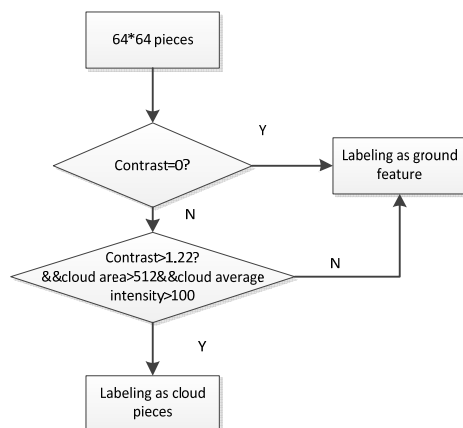 64*64 pieces
Y
Contrast=0?
Labeling as ground
feature
N
Contrast>1.22?
&&cloud area>512&&cloud average
intensity>100
N
Y
Labeling as cloud
pieces